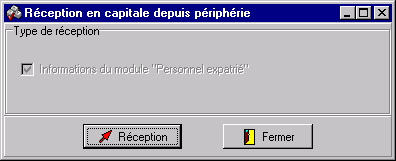 Réception en capitale depuis périphérie
Type de réception
Informations du module "Personnel expatrié"
Réception
Fermer